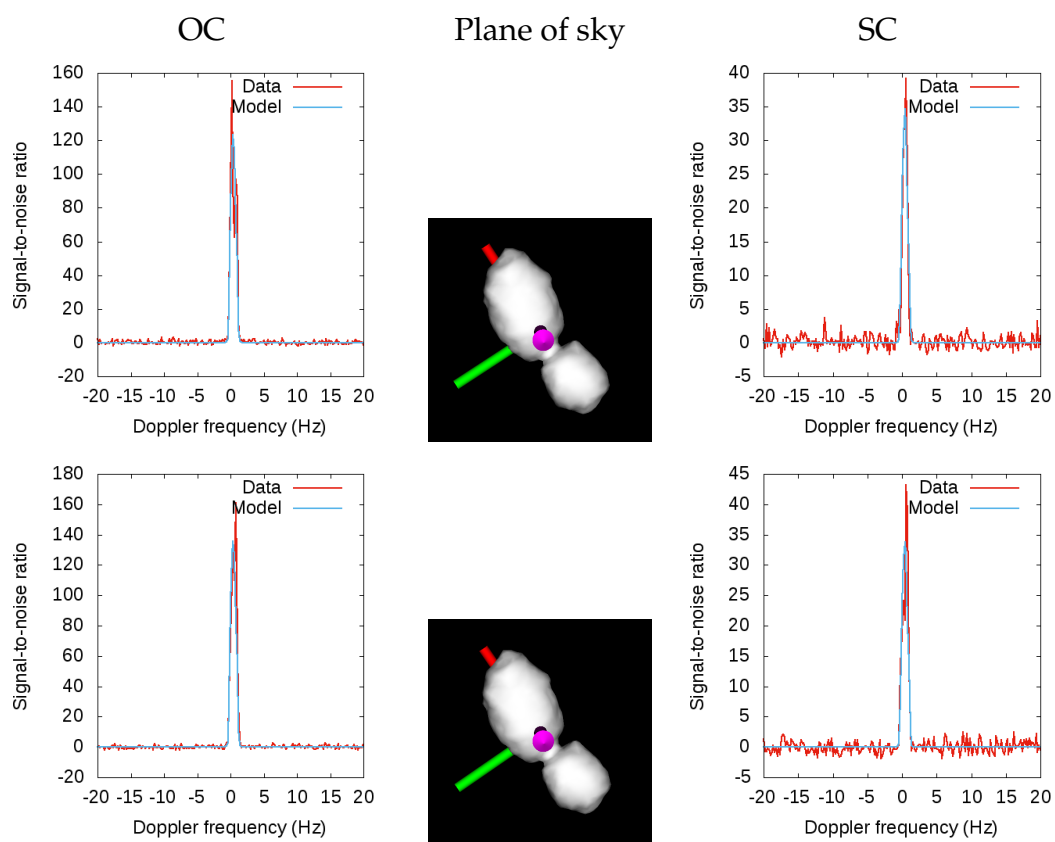 OC Plane of sky SC
160
140
120
100
80
60
40
20
0
-20
-20 -15 -10 -5 0 5 10 15 20
Signal-to-noise ratio
Doppler frequency (Hz)
Data
Model
40
35
30
25
20
15
10
5
0
-5
-20 -15 -10 -5 0 5 10 15 20
Signal-to-noise ratio
Doppler frequency (Hz)
Data
Model
180
160
140
120
100
80
60
40
20
0
-20
-20 -15 -10 -5 0 5 10 15 20
Signal-to-noise ratio
Doppler frequency (Hz)
Data
Model
45
40
35
30
25
20
15
10
5
0
-5
-20 -15 -10 -5 0 5 10 15 20
Signal-to-noise ratio
Doppler frequency (Hz)
Data
Model